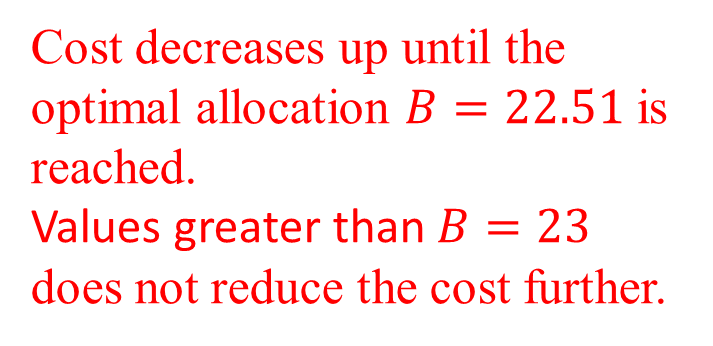 Cost decreases up until the
optimal allocation B = 22.51 is
reached.
Values greater than B = 23
does not reduce the cost further.